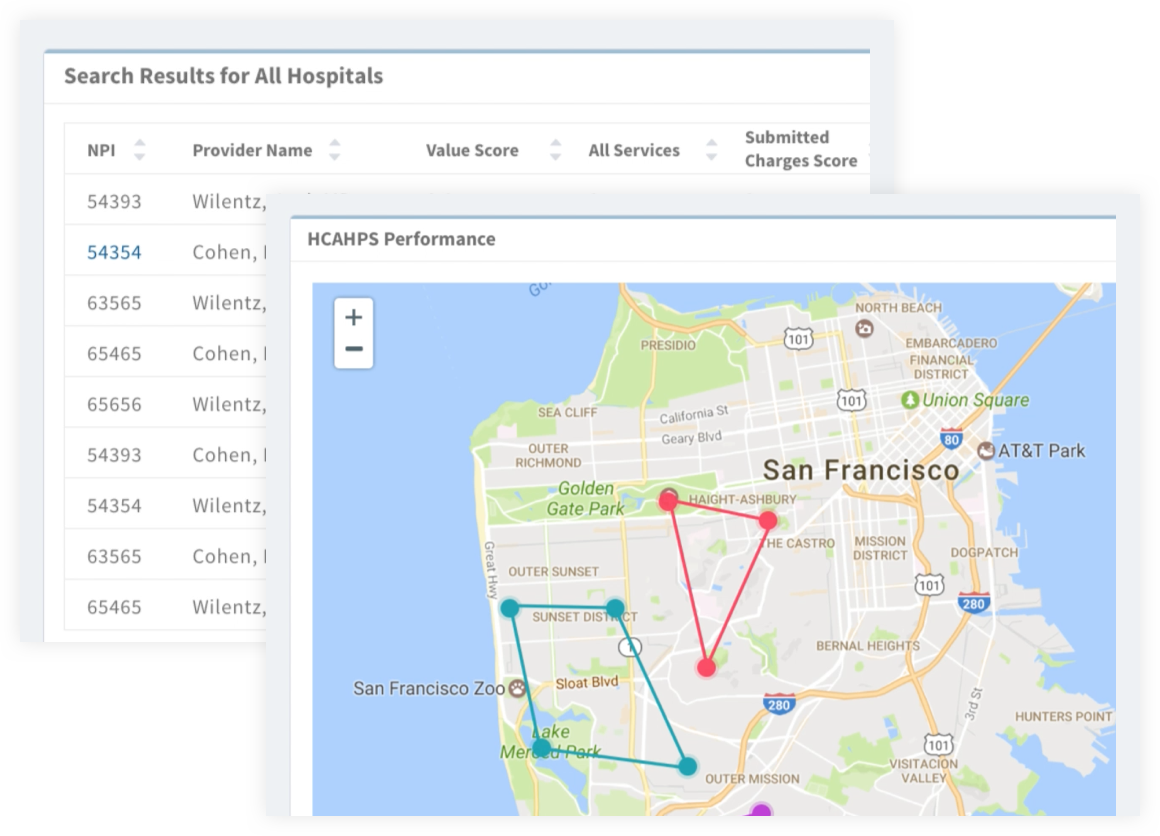 Search Results for All Hospitals
NPI Provider Name Value Score All Services Submitted Charges Score
54393 Wilentz,
54354 Cohen,
63565 Wilentz,
65465 Cohen,
65656 Wilentz,
54393 Cohen,
54354 Wilentz,
63565 Cohen,
65465 Wilentz,
HCAHPS Performance
+
−
NORTH BEACH
PRESIDIO
101
EMBARCADERO
FINANCIAL
DISTRICT
101
Union Square
SEA CLIFF
California St
Geary Blvd
80
AT&T Park
OUTER
RICHMOND
San Francisco
Golden
Gate Park
HAIGHT-ASHBURY
THE CASTRO
MISSION
DISTRICT
DOGPATCH
Great Hwy
OUTER SUNSET
101
280
SUNSET DISTRICT
1
BERNAL HEIGHTS
San Francisco Zoo
Sloat Blvd
280
3rd St
HUNTERS POINT
Lake
Merced Park
101
OUTER MISSION
VISITACION
VALLEY